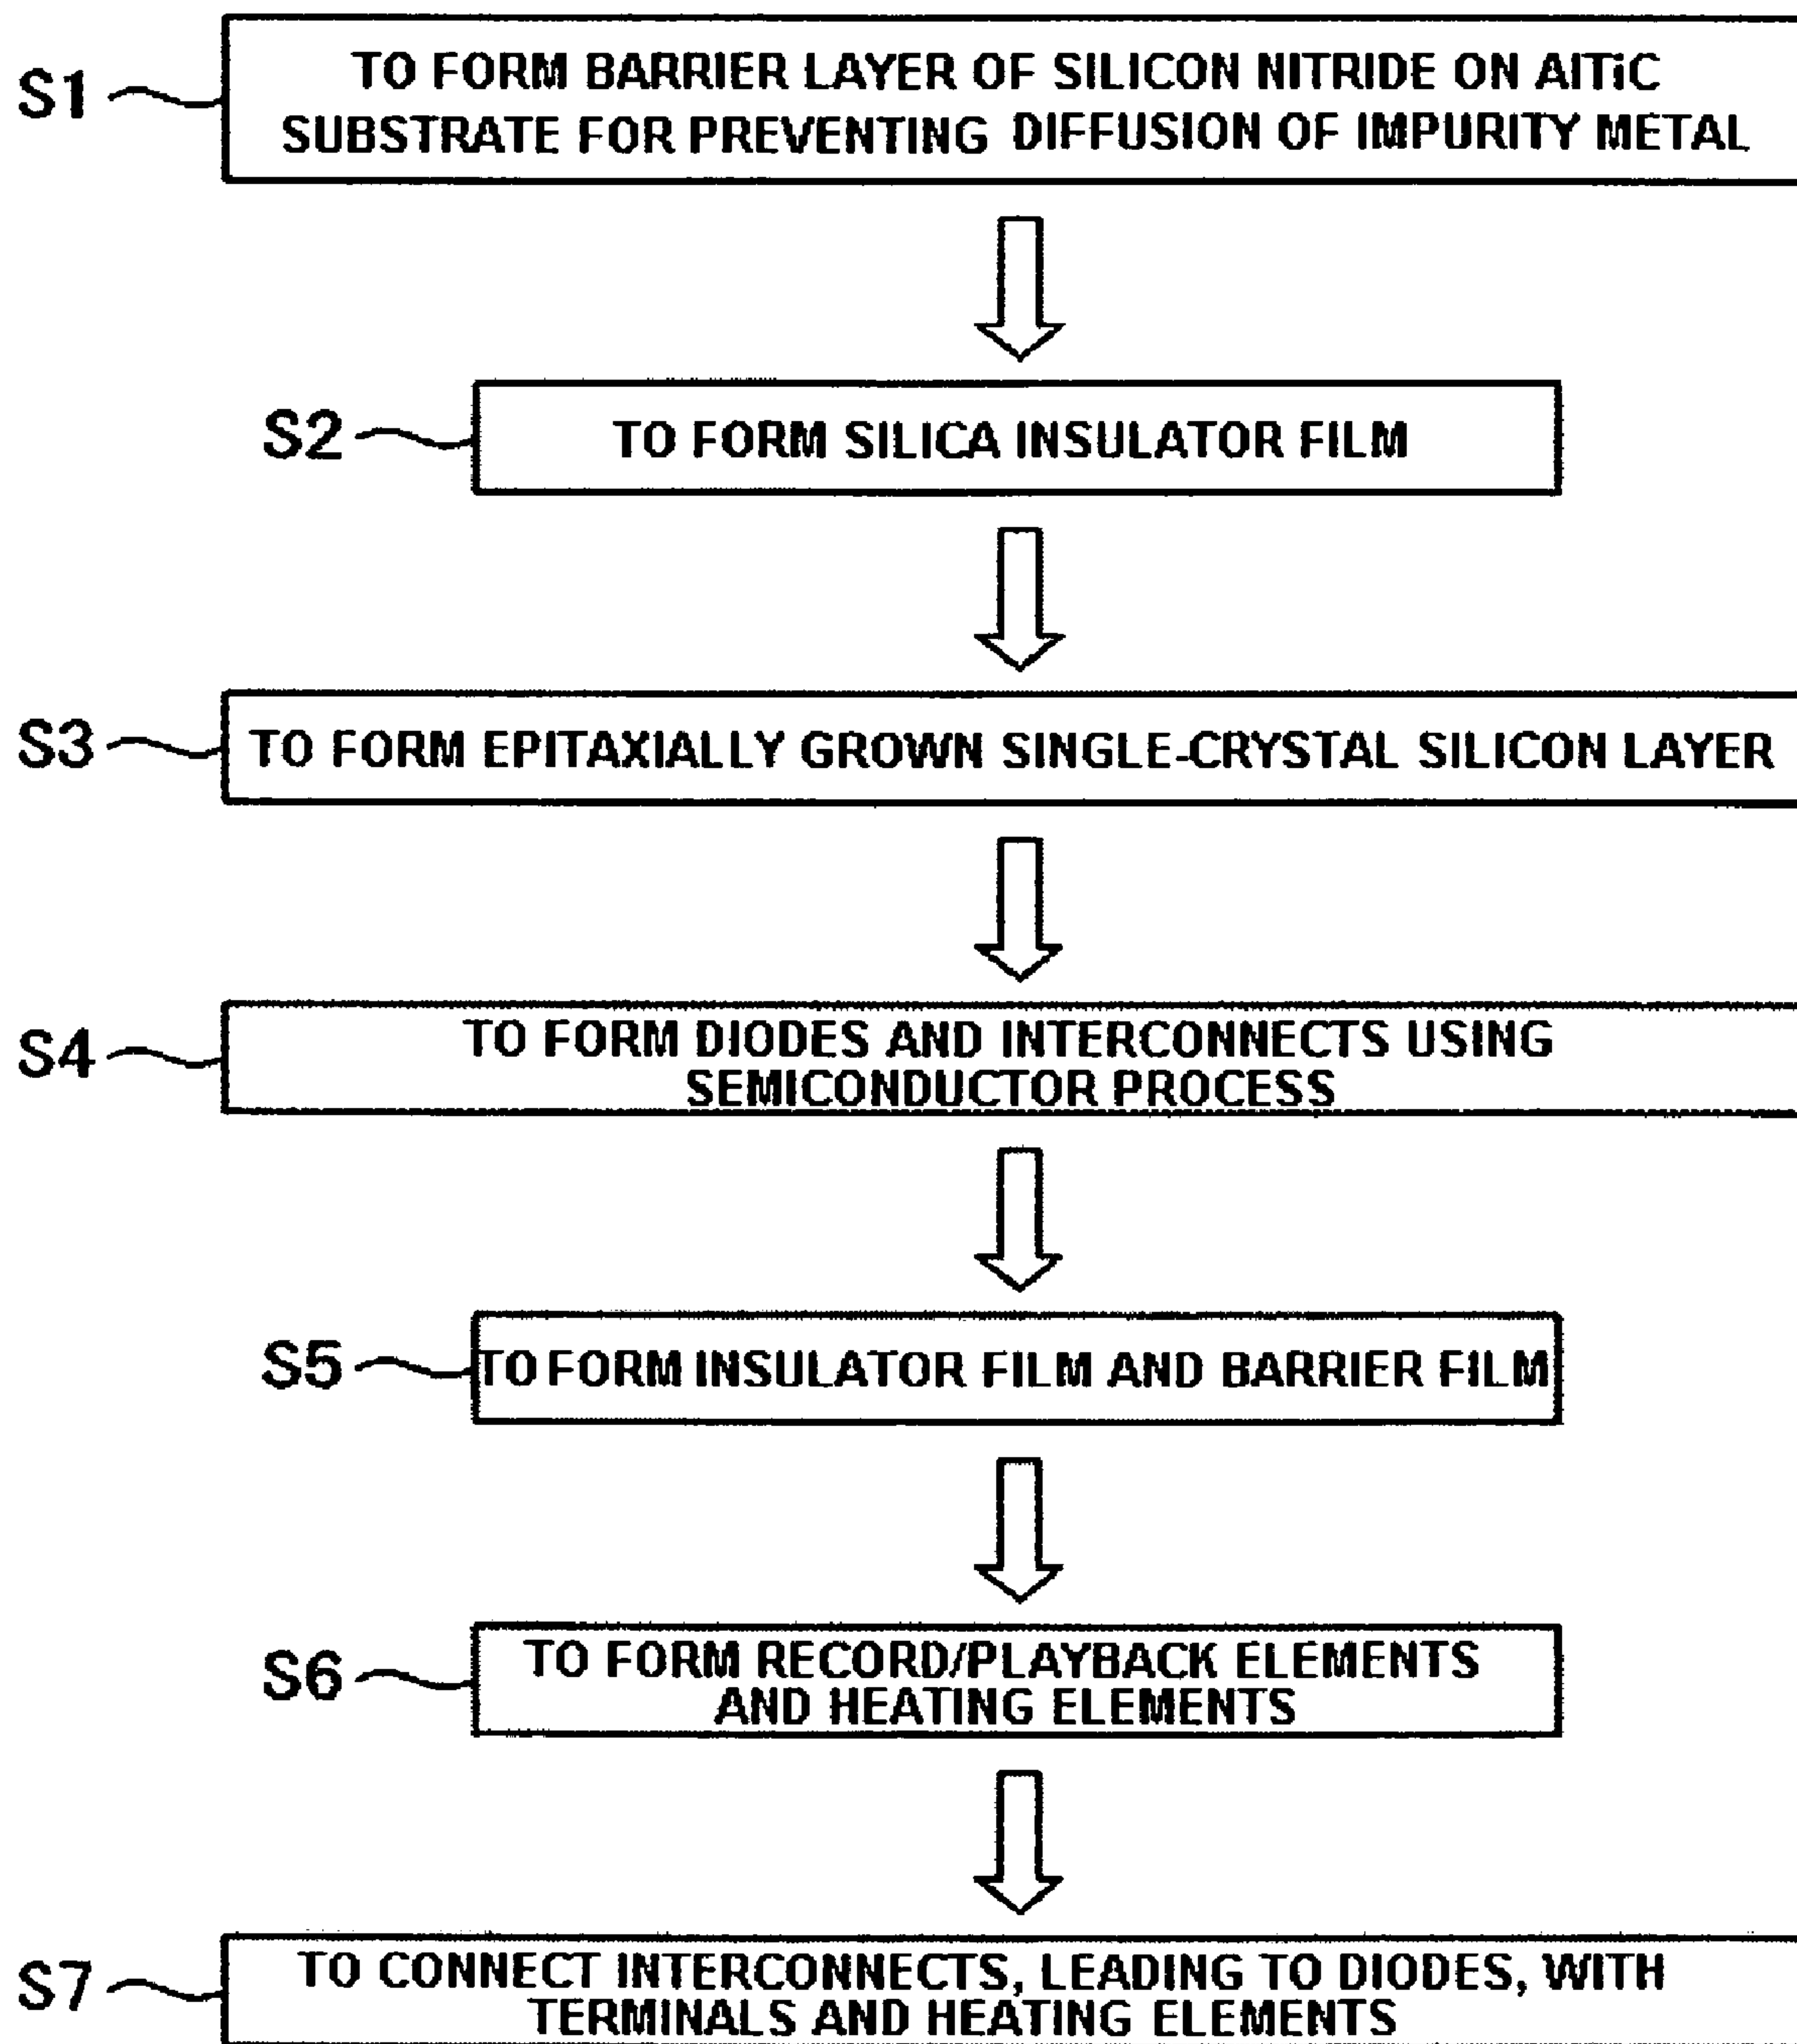 S1
TO FORM BARRIER LAYER OF SILICON NITRIDE ON AlTiC
SUBSTRATE FOR PREVENTING DIFFUSION OF IMPURITY METAL
S2
TO FORM SILICA INSULATOR FILM
S3
TO FORM EPITAXIALLY GROWN SINGLE-CRYSTAL SILICON LAYER
S4
TO FORM DIODES AND INTERCONNECTS USING
SEMICONDUCTOR PROCESS
S5
TO FORM INSULATOR FILM AND BARRIER FILM
S6
TO FORM RECORD/PLAYBACK ELEMENTS
AND HEATING ELEMENTS
S7
TO CONNECT INTERCONNECTS, LEADING TO DIODES, WITH
TERMINALS AND HEATING ELEMENTS